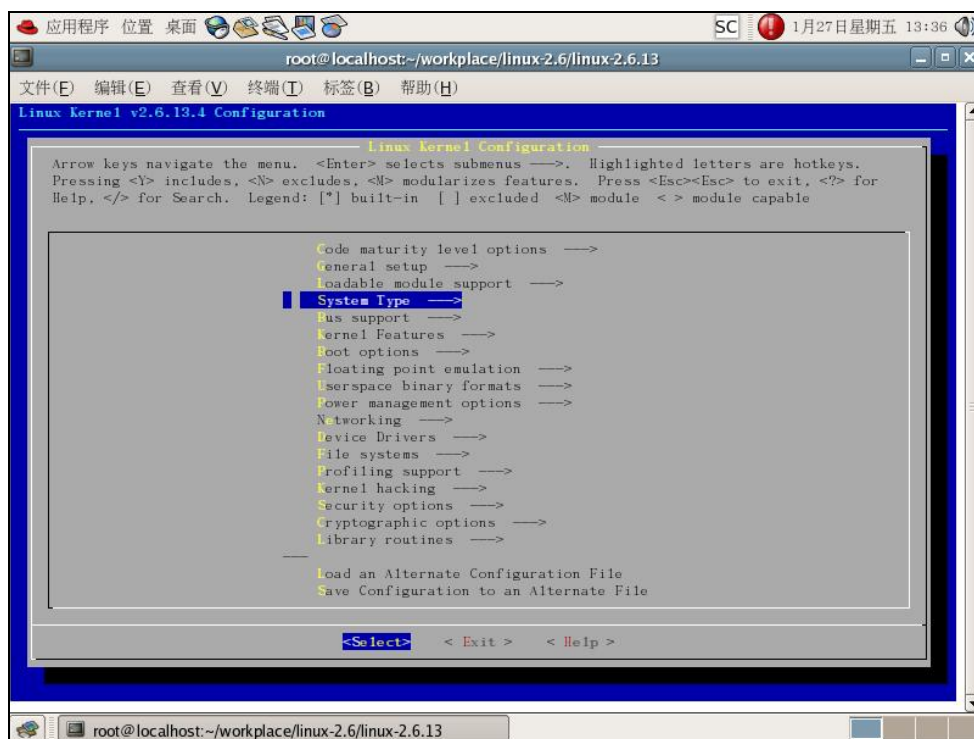 应用程序 位置 桌面 SC 1月27日星期五 13:36
root@localhost:~/workplace/linux-2.6/linux-2.6.13
文件(F) 编辑(E) 查看(V) 终端(T) 标签(B) 帮助(H)
Linux Kernel v2.6.13.4 Configuration
Linux Kernel Configuration
Arrow keys navigate the menu. <Enter> selects submenus --->. Highlighted letters are hotkeys.
Pressing <Y> includes, <N> excludes, <M> modularizes features. Press <Esc><Esc> to exit, <?> for
Help, </> for Search. Legend: [*] built-in [ ] excluded <M> module < > module capable
Code maturity level options --->
General setup --->
Loadable module support --->
System Type --->
Bus support --->
Kernel Features --->
Boot options --->
Floating point emulation --->
Userspace binary formats --->
Power management options --->
Networking --->
Device Drivers --->
File systems --->
Profiling support --->
Kernel hacking --->
Security options --->
Cryptographic options --->
Library routines --->
---
Load an Alternate Configuration File
Save Configuration to an Alternate File
<Select> < Exit > < Help >
root@localhost:~/workplace/linux-2.6/linux-2.6.13